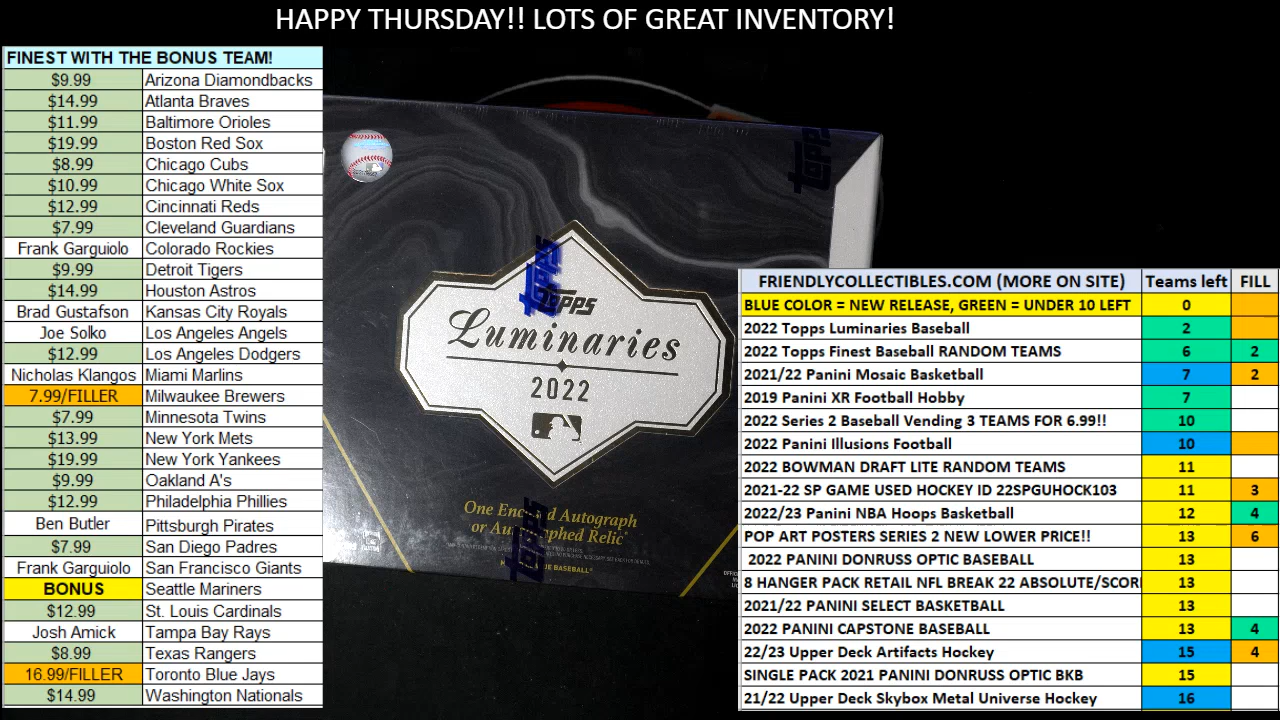 HAPPY THURSDAY!! LOTS OF GREAT INVENTORY!
FINEST WITH THE BONUS TEAM!
$9.99 Arizona Diamondbacks
$14.99 Atlanta Braves
$11.99 Baltimore Orioles
$19.99 Boston Red Sox
$8.99 Chicago Cubs
$10.99 Chicago White Sox
$12.99 Cincinnati Reds
$7.99 Cleveland Guardians
Frank Garguiolo Colorado Rockies
$9.99 Detroit Tigers
$14.99 Houston Astros
Brad Gustafson Kansas City Royals
Joe Solko Los Angeles Angels
$12.99 Los Angeles Dodgers
Nicholas Klangos Miami Marlins
7.99/FILLER Milwaukee Brewers
$7.99 Minnesota Twins
$13.99 New York Mets
$19.99 New York Yankees
$9.99 Oakland A's
$12.99 Philadelphia Phillies
Ben Butler Pittsburgh Pirates
$7.99 San Diego Padres
Frank Garguiolo San Francisco Giants
BONUS Seattle Mariners
$12.99 St. Louis Cardinals
Josh Amick Tampa Bay Rays
$8.99 Texas Rangers
16.99/FILLER Toronto Blue Jays
$14.99 Washington Nationals
topps
topps
TOPPS
Luminaries
2022
One Autograph
or Relic
topps
FRIENDLYCOLLECTIBLES.COM (MORE ON SITE) Teams left FILL
BLUE COLOR = NEW RELEASE, GREEN = UNDER 10 LEFT 0
2022 Topps Luminaries Baseball 2
2022 Topps Finest Baseball RANDOM TEAMS 6 2
2021/22 Panini Mosaic Basketball 7 2
2019 Panini XR Football Hobby 7
2022 Series 2 Baseball Vending 3 TEAMS FOR 6.99!! 10
2022 Panini Illusions Football 10
2022 BOWMAN DRAFT LITE RANDOM TEAMS 11
2021-22 SP GAME USED HOCKEY ID 22SPGUHOCK103 11 3
2022/23 Panini NBA Hoops Basketball 12 4
POP ART POSTERS SERIES 2 NEW LOWER PRICE!! 13 6
2022 PANINI DONRUSS OPTIC BASEBALL 13
8 HANGER PACK RETAIL NFL BREAK 22 ABSOLUTE/SCORI 13
2021/22 PANINI SELECT BASKETBALL 13
2022 PANINI CAPSTONE BASEBALL 13 4
22/23 Upper Deck Artifacts Hockey 15 4
SINGLE PACK 2021 PANINI DONRUSS OPTIC BKB 15
21/22 Upper Deck Skybox Metal Universe Hockey 16